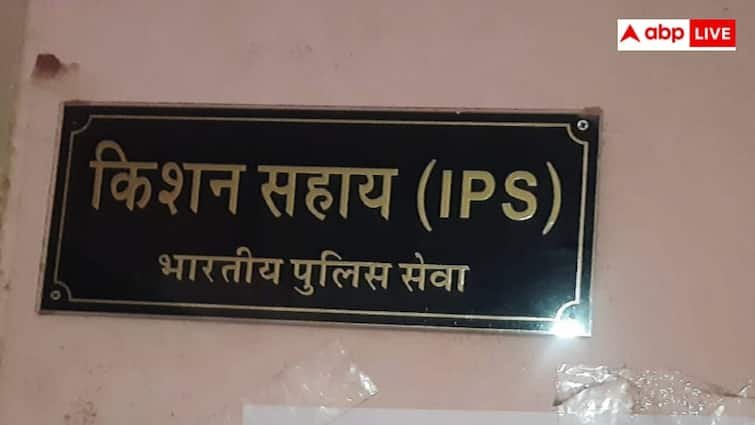 abp LIVE
किशन सहाय (IPS)
भारतीय पुलिस सेवा